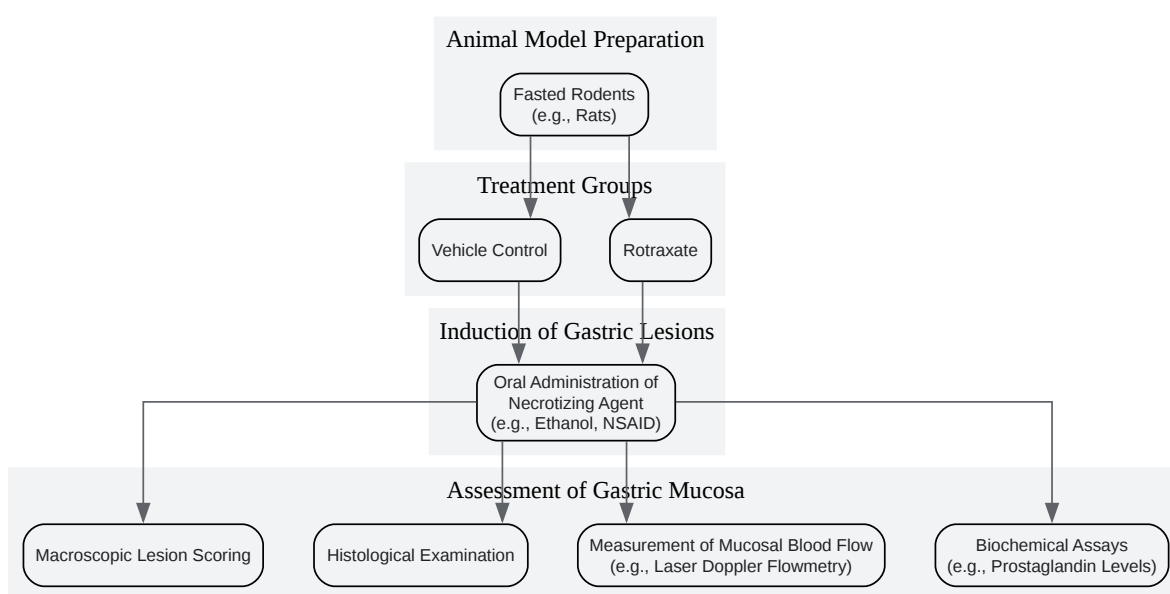 Animal Model Preparation
Fasted Rodents
(e.g., Rats)
Treatment Groups
Vehicle Control
Rotraxate
Induction of Gastric Lesions
Oral Administration of
Necrotizing Agent
(e.g., Ethanol, NSAID)
Assessment of Gastric Mucosa
Macroscopic Lesion Scoring
Histological Examination
Measurement of Mucosal Blood Flow
(e.g., Laser Doppler Flowmetry)
Biochemical Assays
(e.g., Prostaglandin Levels)